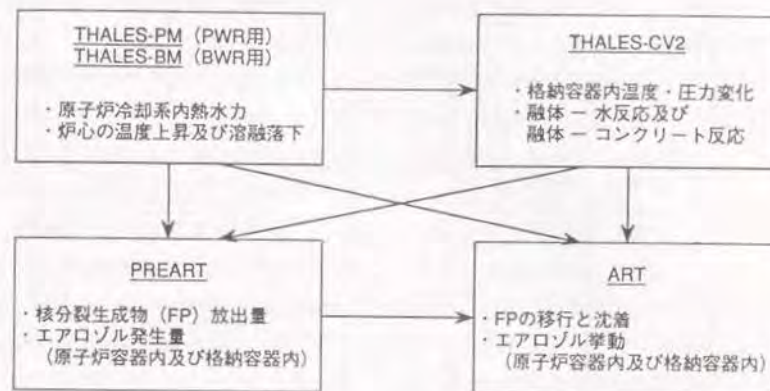 THALES-PM (PWR用)
THALES-BM (BWR用)
・原子炉冷却系内熱水力
・炉心の温度上昇及び溶融落下
THALES-CV2
・格納容器内温度・圧力変化
・融体 － 水反応及び
融体 － コンクリート反応
PREART
・核分裂生成物 (FP) 放出量
・エアロゾル発生量
(原子炉容器内及び格納容器内)
ART
・FPの移行と沈着
・エアロゾル挙動
(原子炉容器内及び格納容器内)